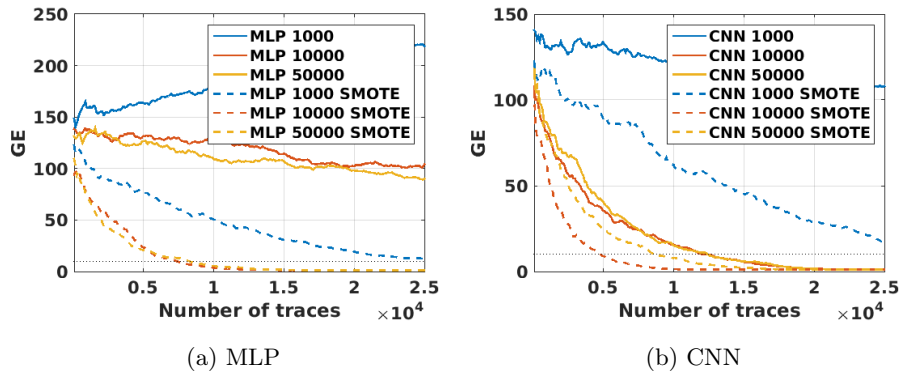 250
200
150
100
50
0
GE
MLP 1000
MLP 10000
MLP 50000
MLP 1000 SMOTE
MLP 10000 SMOTE
MLP 50000 SMOTE
0.5 1 1.5 2 2.5
Number of traces ×10^4
(a) MLP
150
100
50
0
GE
CNN 1000
CNN 10000
CNN 50000
CNN 1000 SMOTE
CNN 10000 SMOTE
CNN 50000 SMOTE
0.5 1 1.5 2 2.5
Number of traces ×10^4
(b) CNN